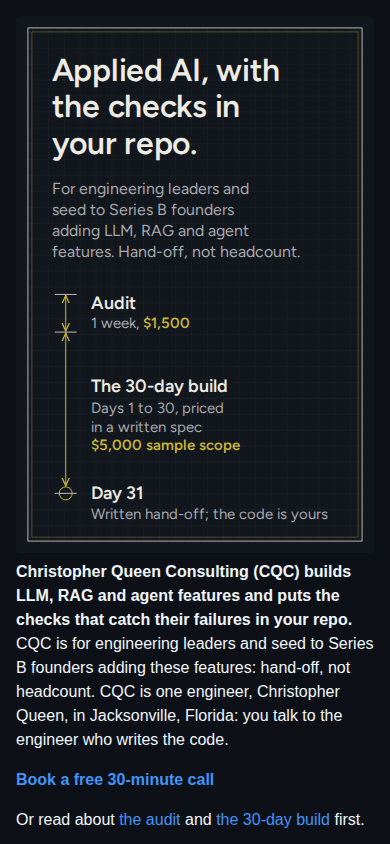 Applied AI, with
the checks in
your repo.
For engineering leaders and
seed to Series B founders
adding LLM, RAG and agent
features. Hand-off, not headcount.
Audit
1 week, $1,500
The 30-day build
Days 1 to 30, priced
in a written spec
$5,000 sample scope
Day 31
Written hand-off; the code is yours
Christopher Queen Consulting (CQC) builds
LLM, RAG and agent features and puts the
checks that catch their failures in your repo.
CQC is for engineering leaders and seed to Series
B founders adding these features: hand-off, not
headcount. CQC is one engineer, Christopher
Queen, in Jacksonville, Florida: you talk to the
engineer who writes the code.
Book a free 30-minute call
Or read about the audit and the 30-day build first.